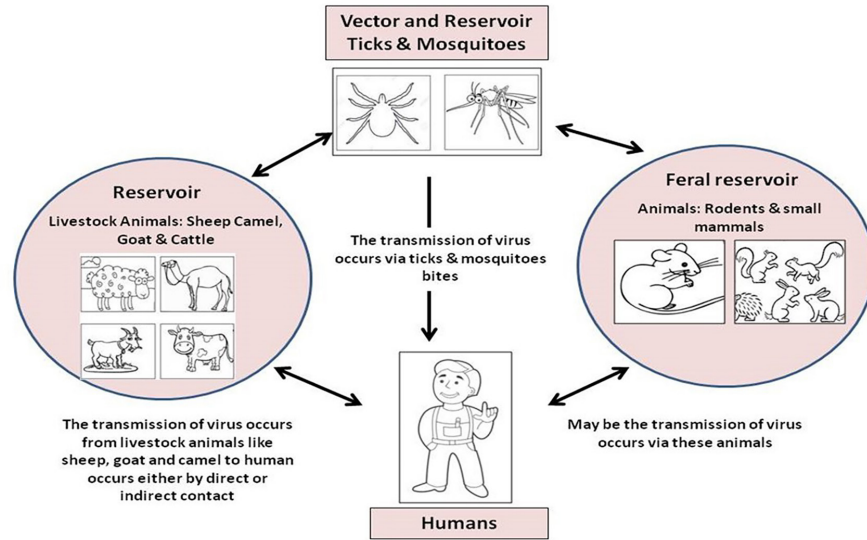 Vector and Reservoir
Ticks & Mosquitoes
Reservoir
Livestock Animals: Sheep Camel,
Goat & Cattle
Feral reservoir
Animals: Rodents & small
mammals
The transmission of virus
occurs via ticks & mosquitoes
bites
The transmission of virus occurs
from livestock animals like
sheep, goat and camel to human
occurs either by direct or
indirect contact
May be the transmission of virus
occurs via these animals
Humans